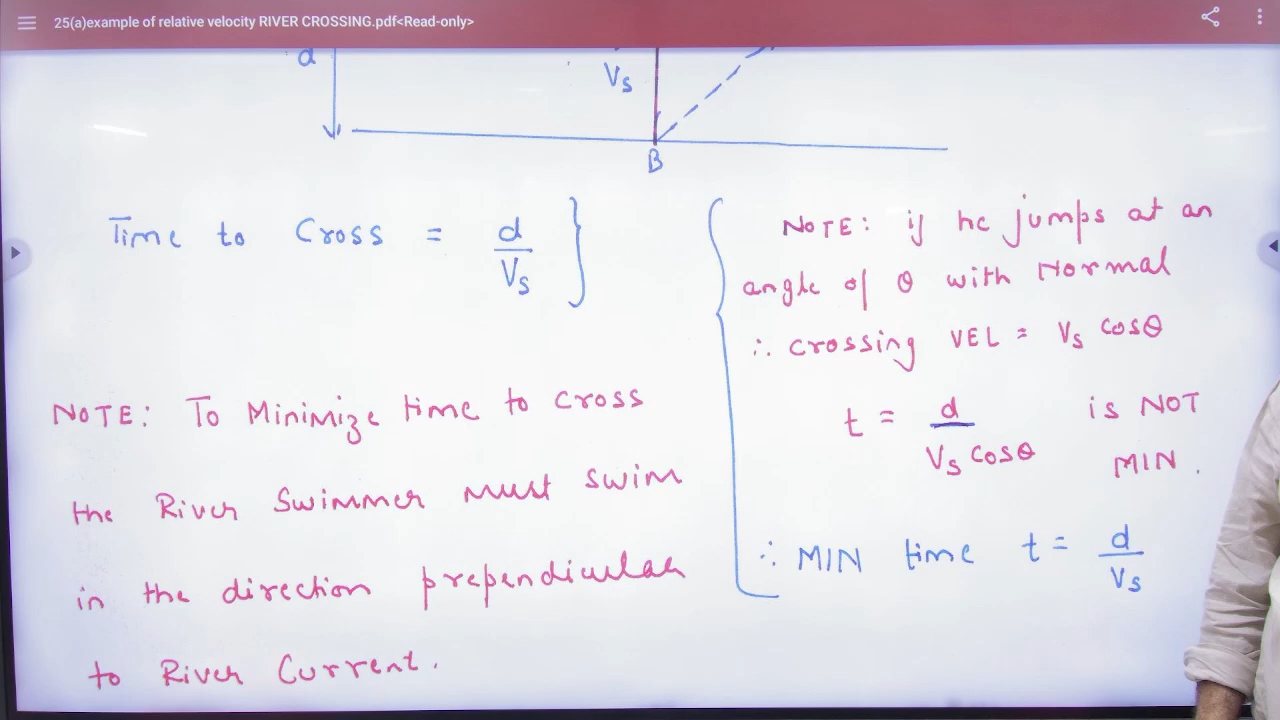 25(a)example of relative velocity RIVER CROSSING.pdf<Read-only>
d
Vs
B
Time to Cross = d/Vs }
NOTE: To Minimize time to cross
the River Swimmer must swim
in the direction prependicular
to River Current.
NOTE: if he jumps at an
angle of θ with Normal
∴ crossing VEL = Vs cosθ
t = d/Vs cosθ is NOT
MIN.
∴ MIN time t = d/Vs